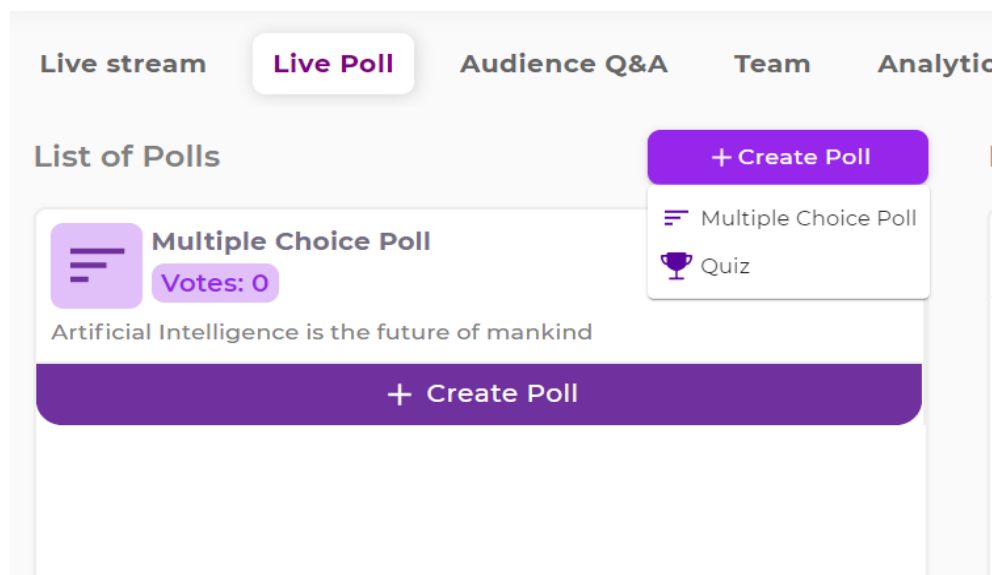 Live stream Live Poll Audience Q&A Team Analytic
List of Polls
+ Create Poll
Multiple Choice Poll
Quiz
Multiple Choice Poll
Votes: 0
Artificial Intelligence is the future of mankind
+ Create Poll